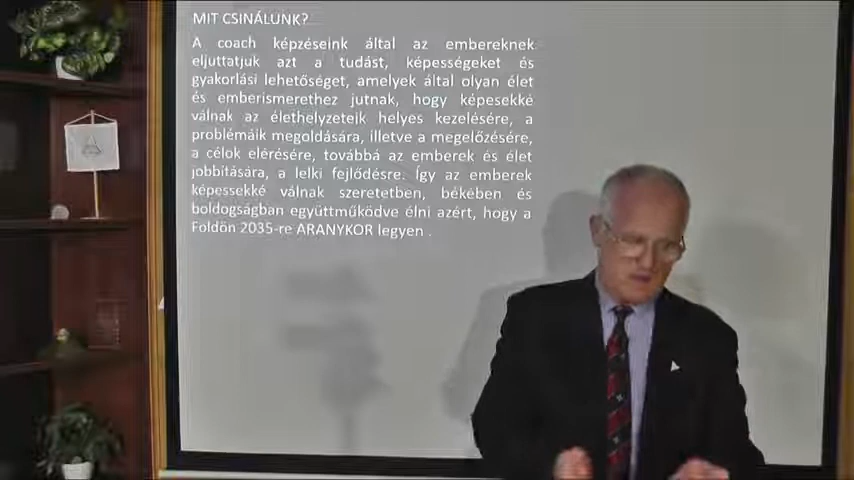 MIT CSINÁLUNK?
A coach képzéseink által az embereknek
eljuttatjuk azt a tudást, képességeket és
gyakorlási lehetőséget, amelyek által olyan élet
és emberismerethez jutnak, hogy képesekké
válnak az élethelyzeteik helyes kezelésére, a
problémáik megoldására, illetve a megelőzésére,
a célok elérésére, továbbá az emberek és élet
jobbítására, a lelki fejlődésre. Így az emberek
képessekké válnak szeretetben, békében és
boldogságban együttműködve élni azért, hogy a
Földön 2035-re ARANYKOR legyen .